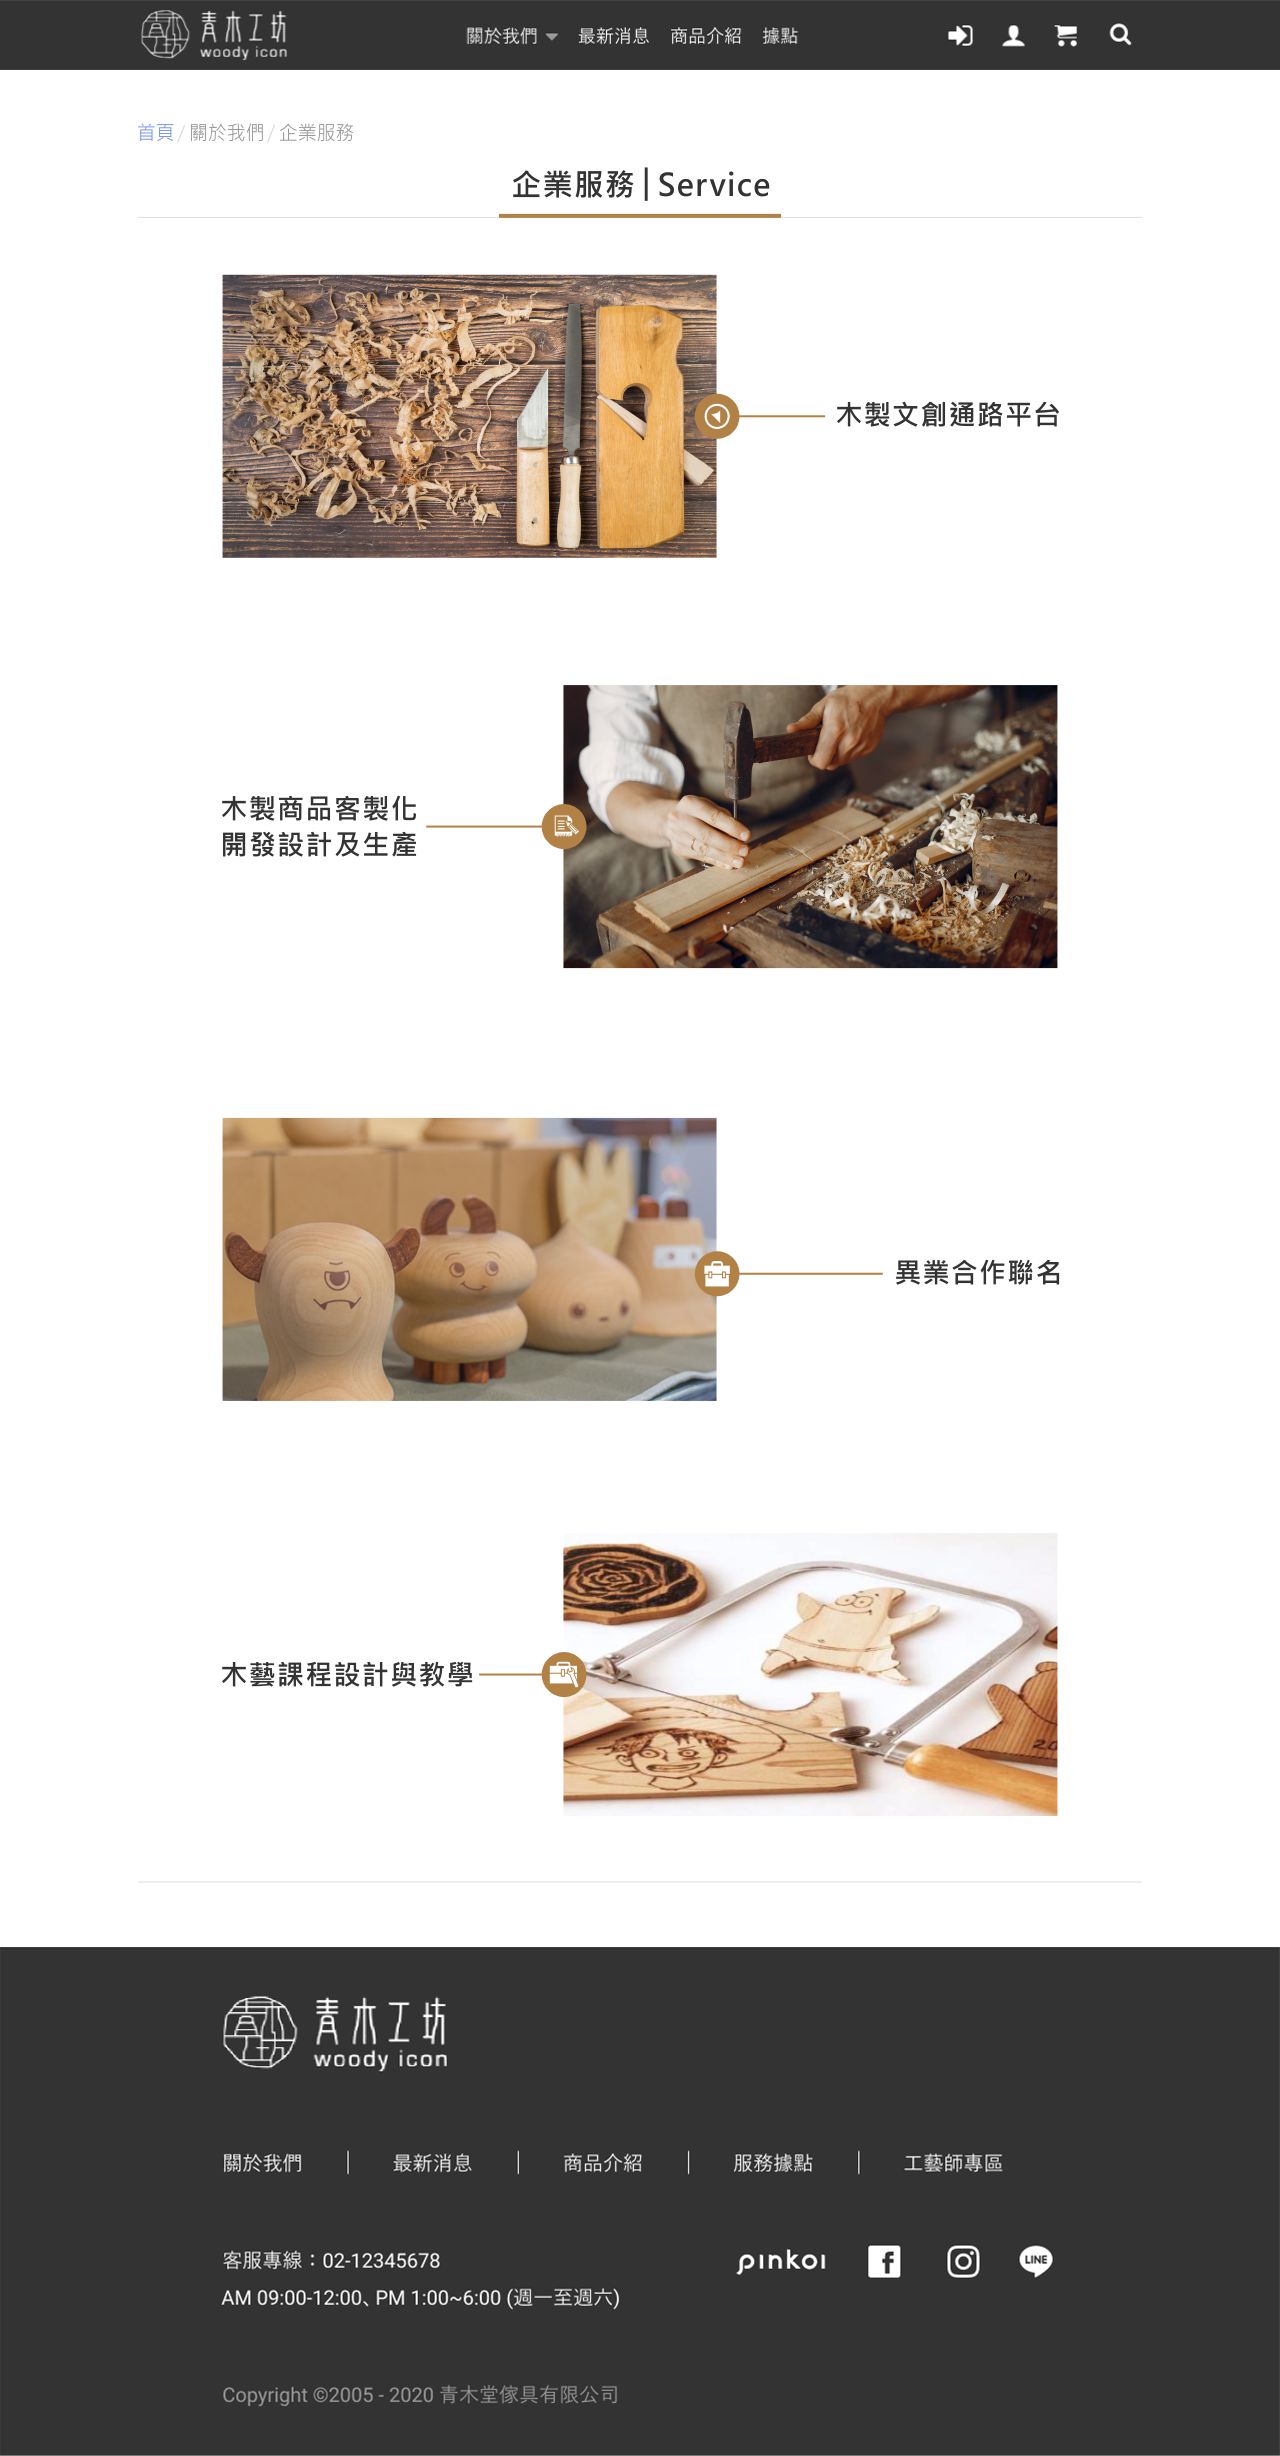 青木工坊
woody icon
關於我們 最新消息 商品介紹 據點
首頁 / 關於我們 / 企業服務
企業服務 | Service
木製文創通路平台
木製商品客製化
開發設計及生產
異業合作聯名
木藝課程設計與教學
青木工坊
woody icon
關於我們 | 最新消息 | 商品介紹 | 服務據點 | 工藝師專區
客服專線：02-12345678
pinkoi
LINE
AM 09:00-12:00、PM 1:00~6:00 (週一至週六)
Copyright ©2005 - 2020 青木堂傢具有限公司